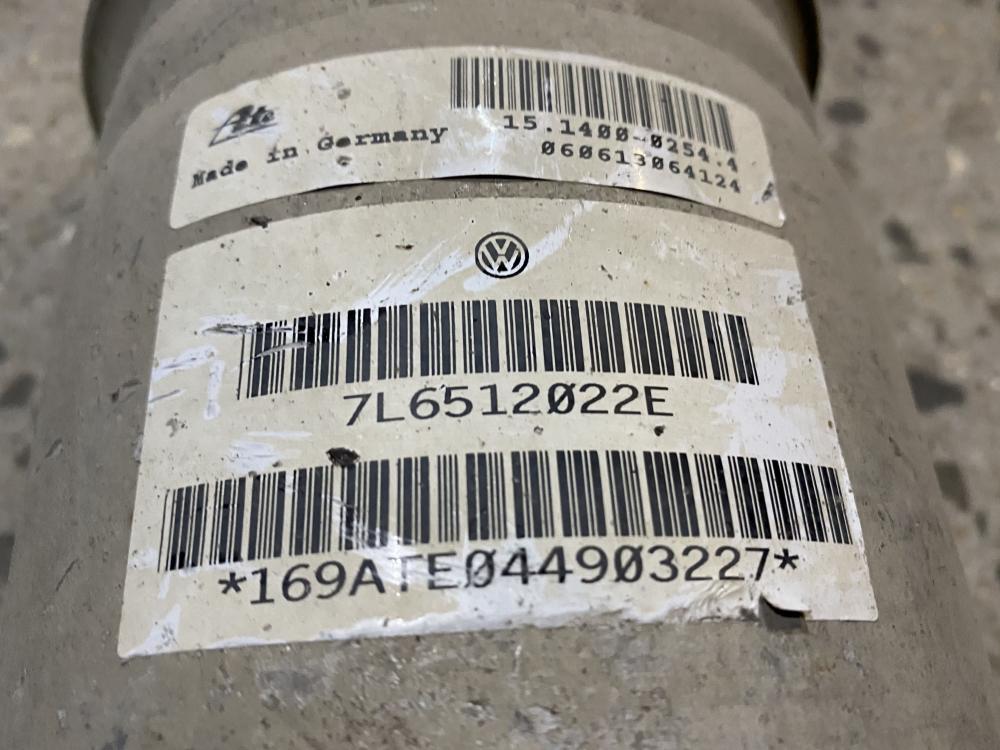 Ate
Made in Germany
15.1400-0254.4
060613064124
7L6512022E
*169ATE044903227*